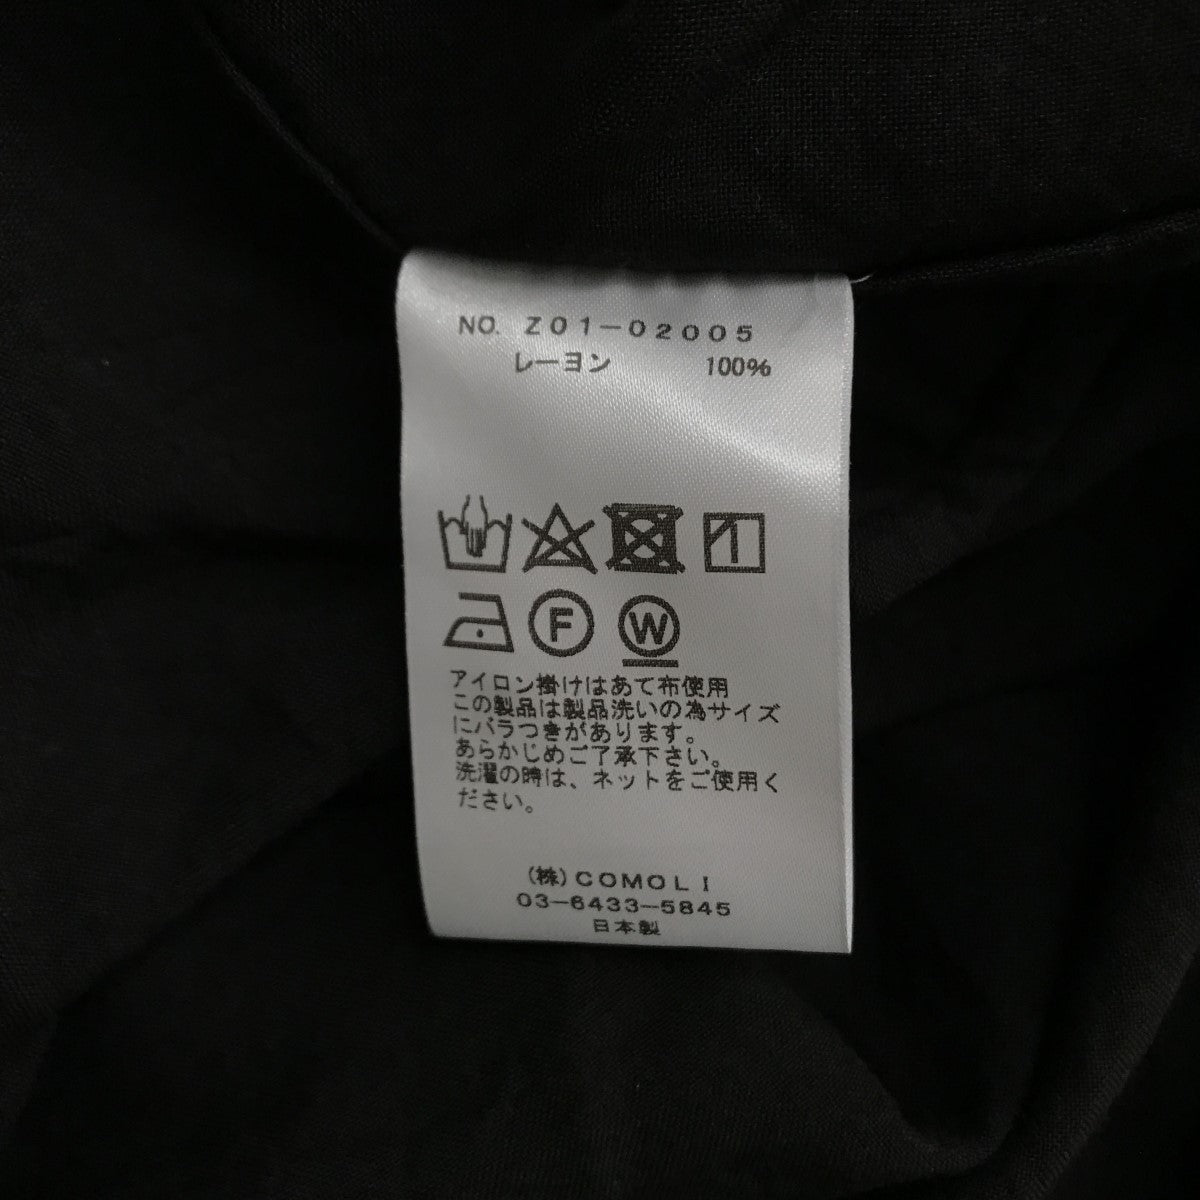 NO. Z01-02005
レーヨン 100%
F W
アイロン掛けはあて布使用
この製品は製品洗いの為サイズ
にバラつきがあります。
あらかじめご了承下さい。
洗濯の時は、ネットをご使用く
ださい。
(株)COMOLI
03-6433-5845
日本製